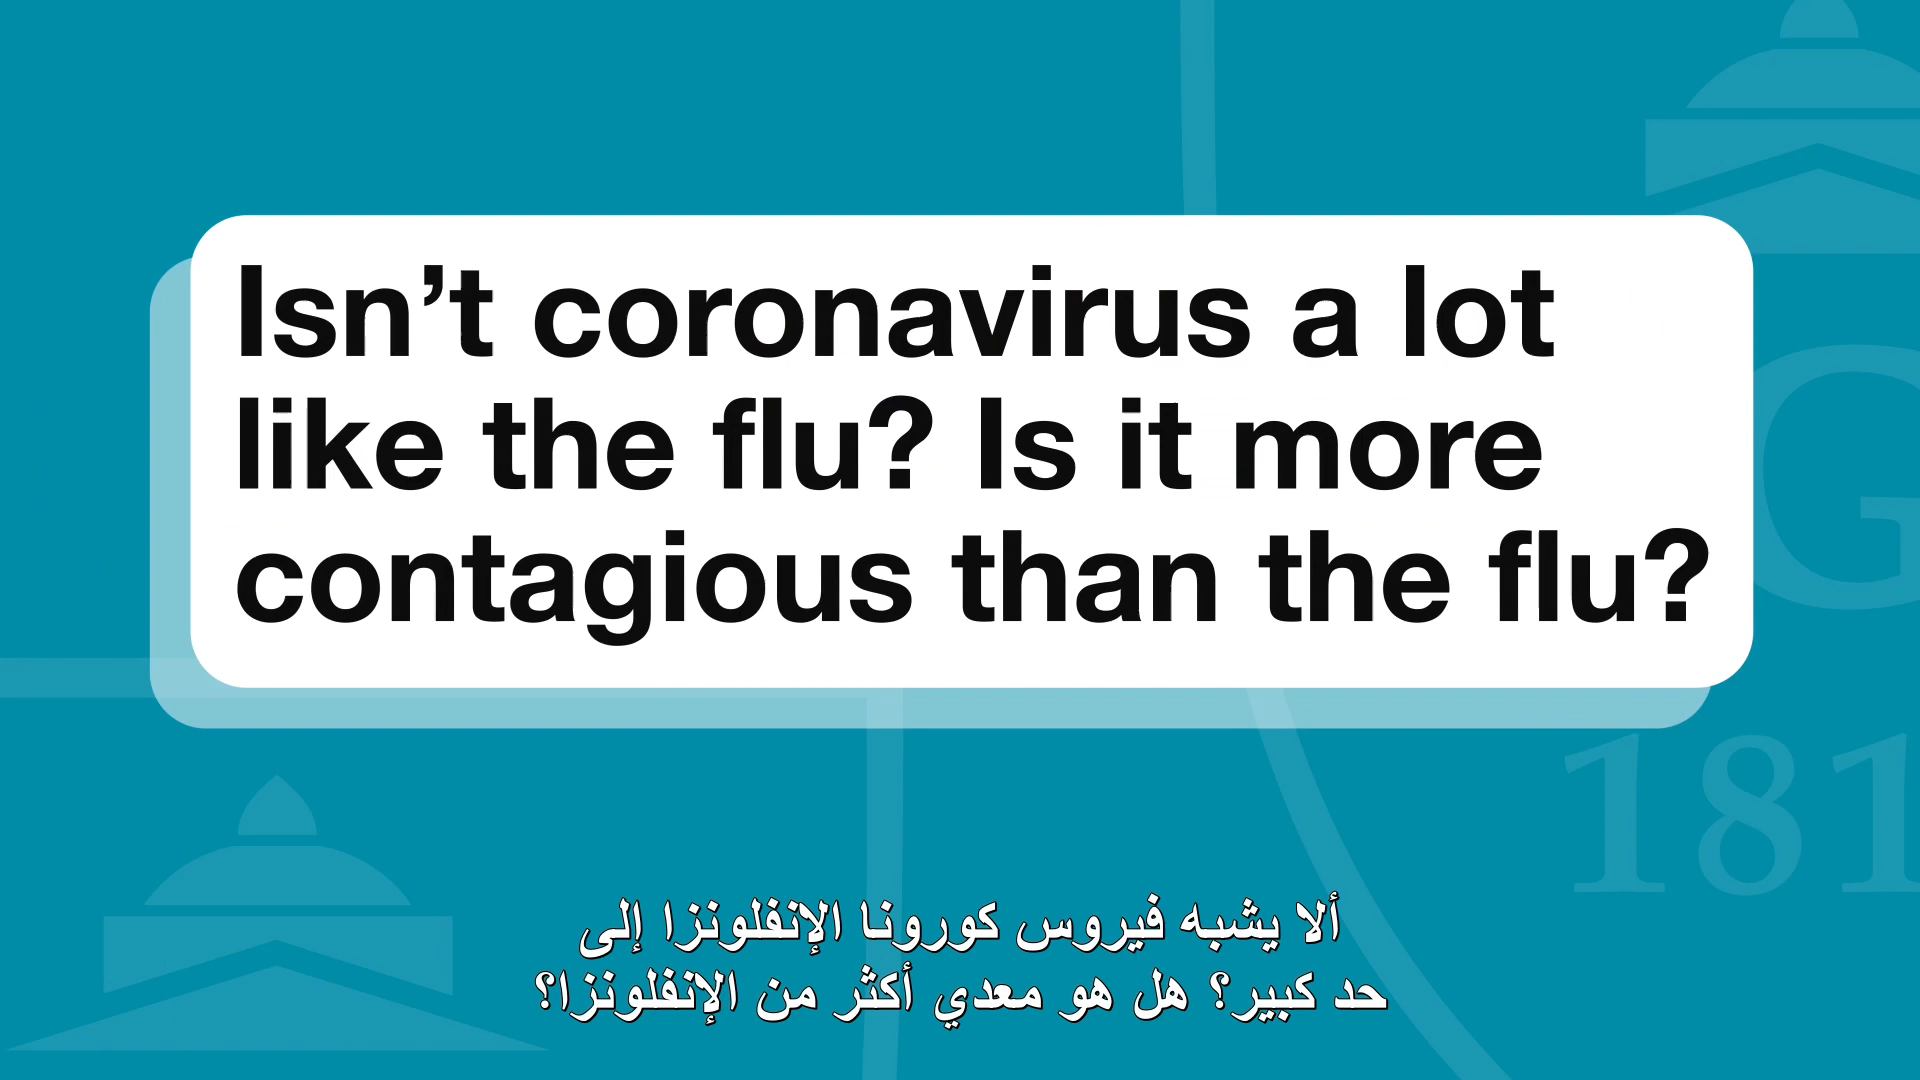 Isn’t coronavirus a lot
like the flu? Is it more
contagious than the flu?
G
181
ألا يشبه فيروس كورونا الإنفلونزا إلى
حد كبير؟ هل هو معدي أكثر من الإنفلونزا؟